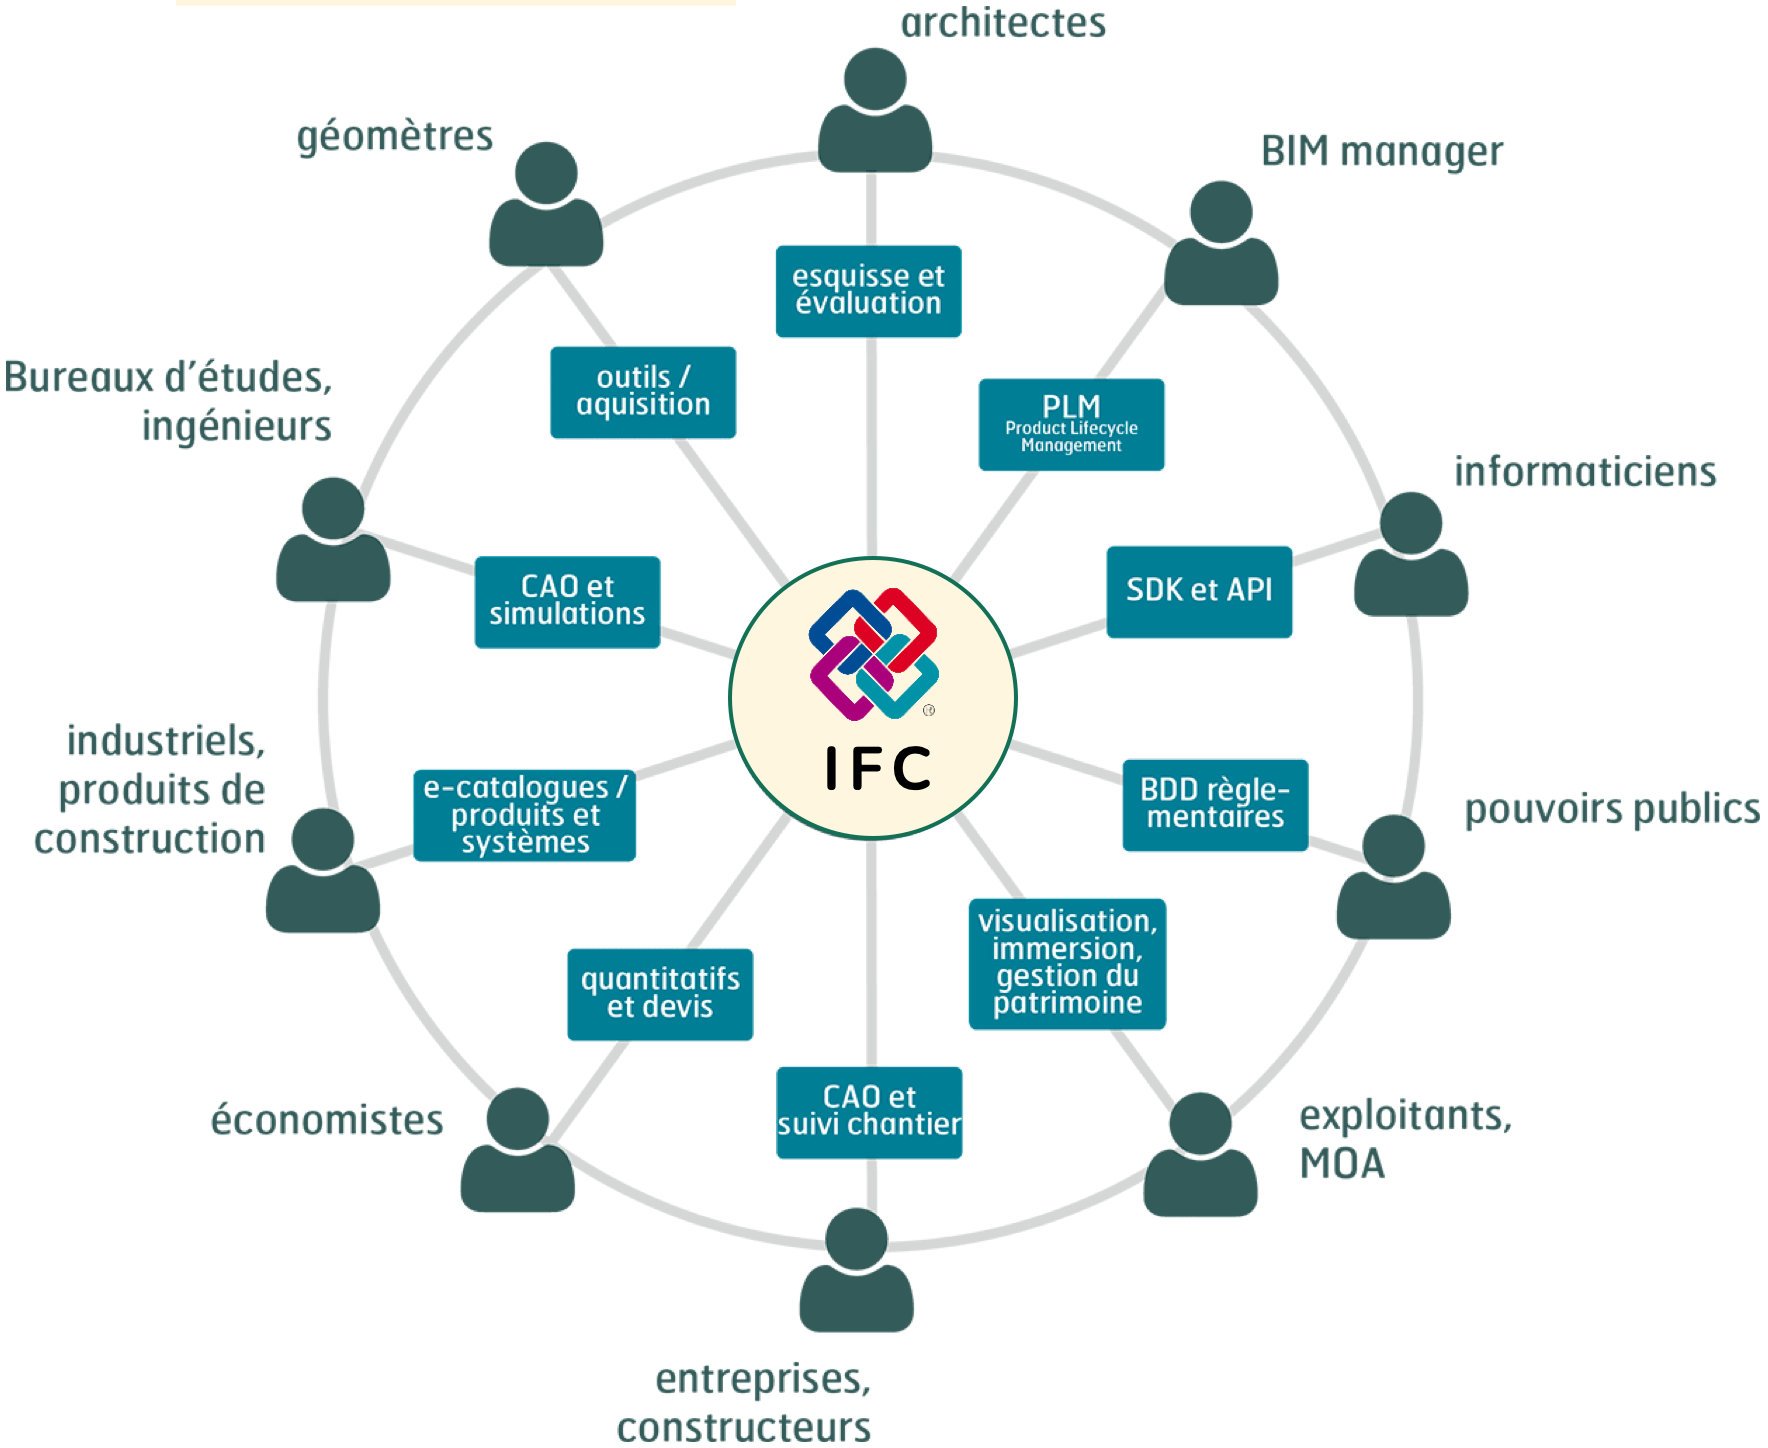 architectes
géomètres
BIM manager
esquisse et
évaluation
outils /
aquisition
PLM
Product Lifecycle
Management
Bureaux d'études,
ingénieurs
informaticiens
CAO et
simulations
SDK et API
IFC
®
industriels,
produits de
construction
e-catalogues /
produits et
systèmes
BDD règle-
mentaires
pouvoirs publics
visualisation,
immersion,
gestion du
patrimoine
quantitatifs
et devis
CAO et
suivi chantier
économistes
exploitants,
MOA
entreprises,
constructeurs